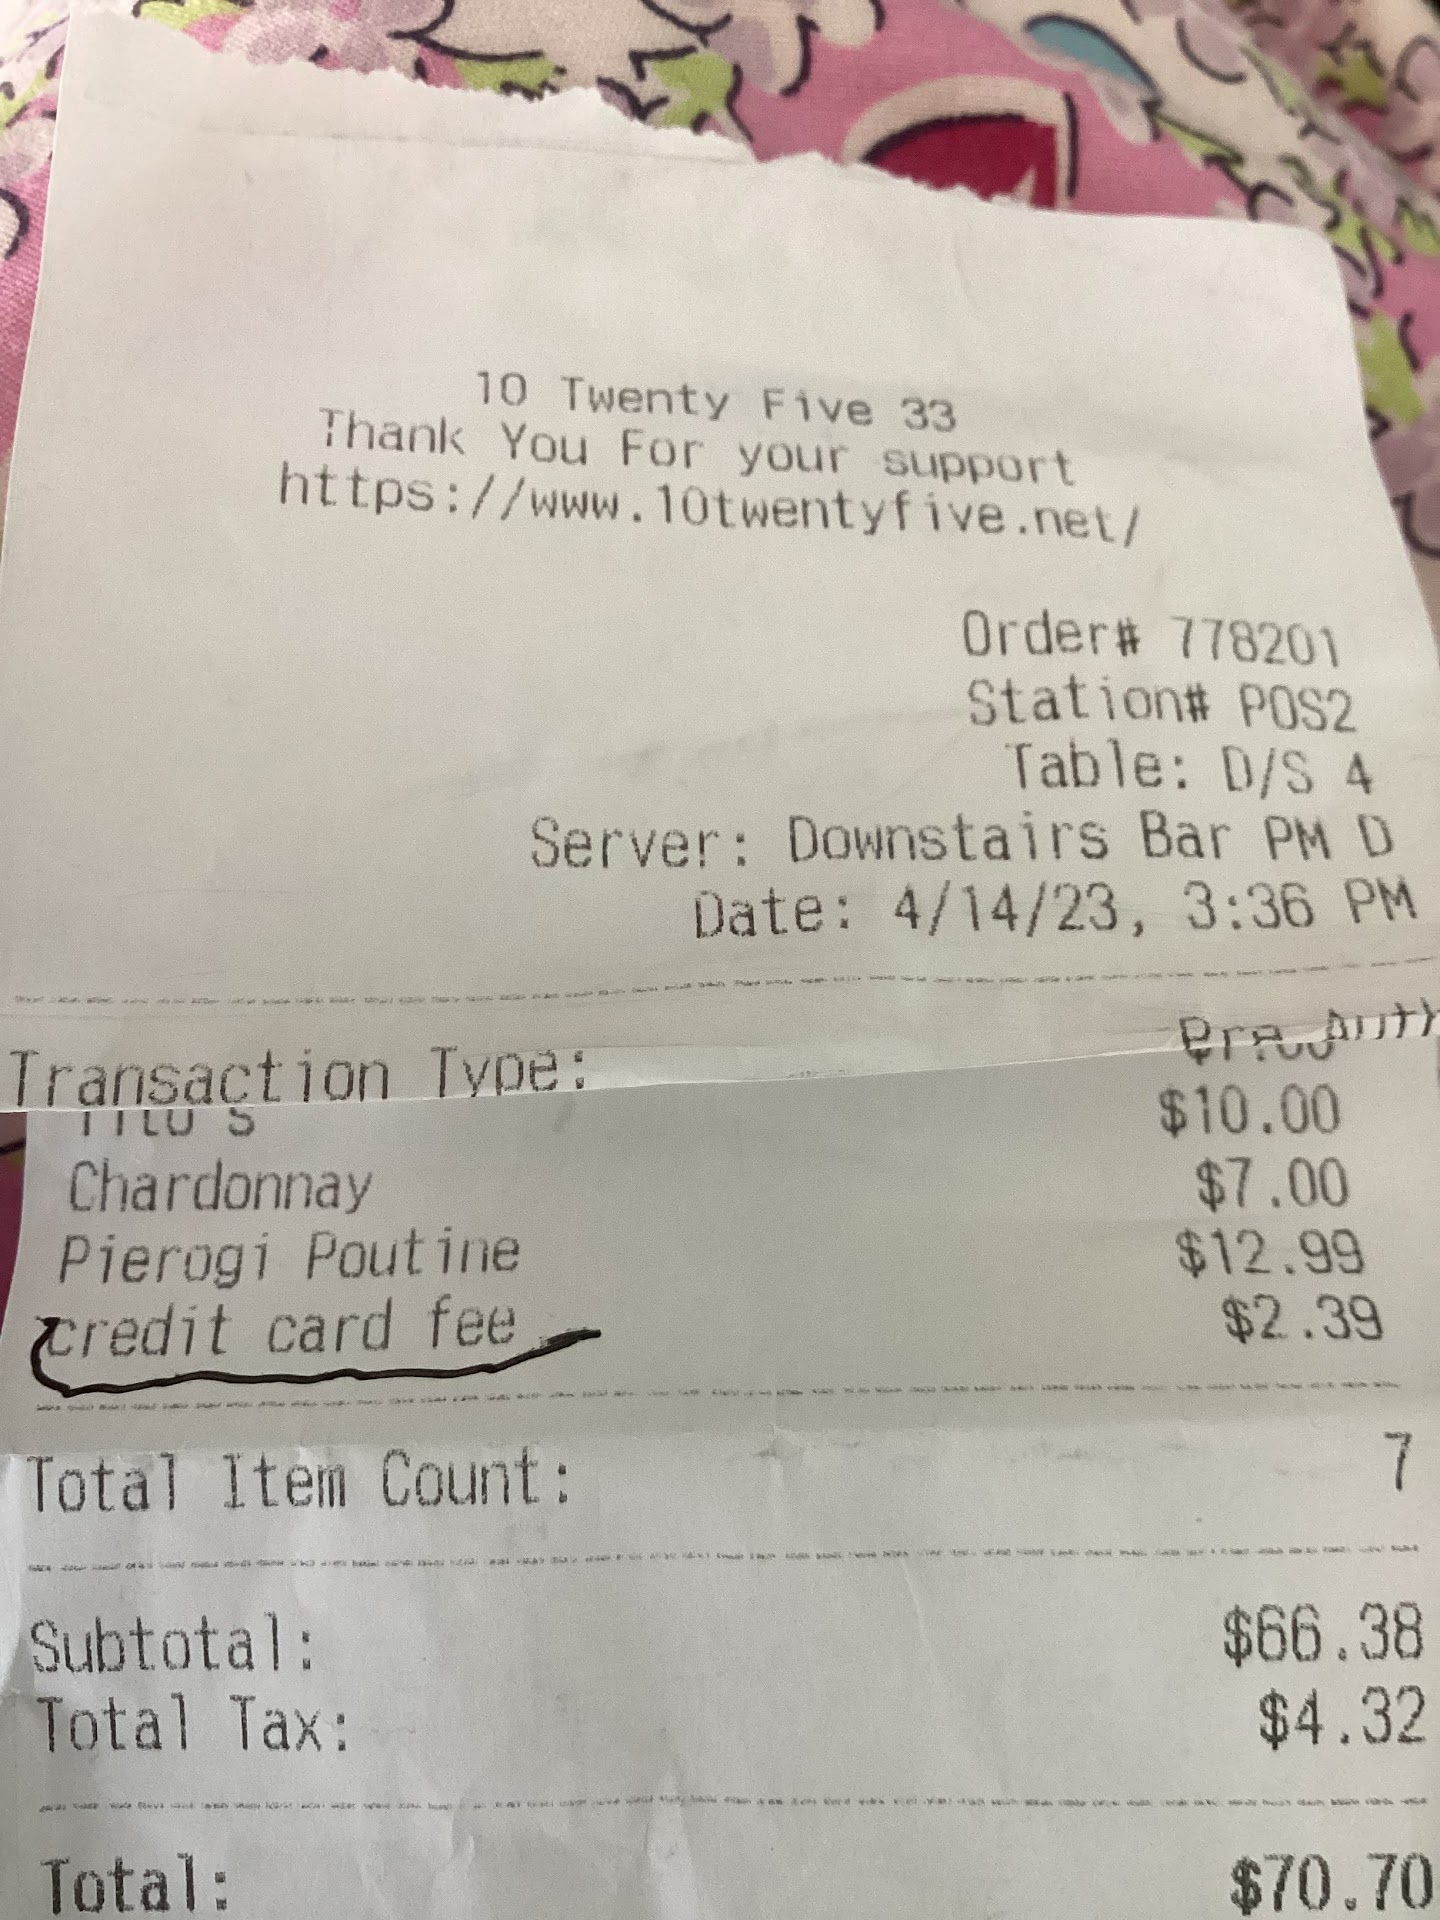 10 Twenty Five 33
Thank You For your support
https://www.10twentyfive.net/
Order# 778201
Station# POS2
Table: D/S 4
Server: Downstairs Bar PM D
Date: 4/14/23, 3:36 PM
Transaction Type: Pre Auth
Tito's $10.00
Chardonnay $7.00
Pierogi Poutine $12.99
credit card fee $2.39
Total Item Count: 7
Subtotal: $66.38
Total Tax: $4.32
Total: $70.70